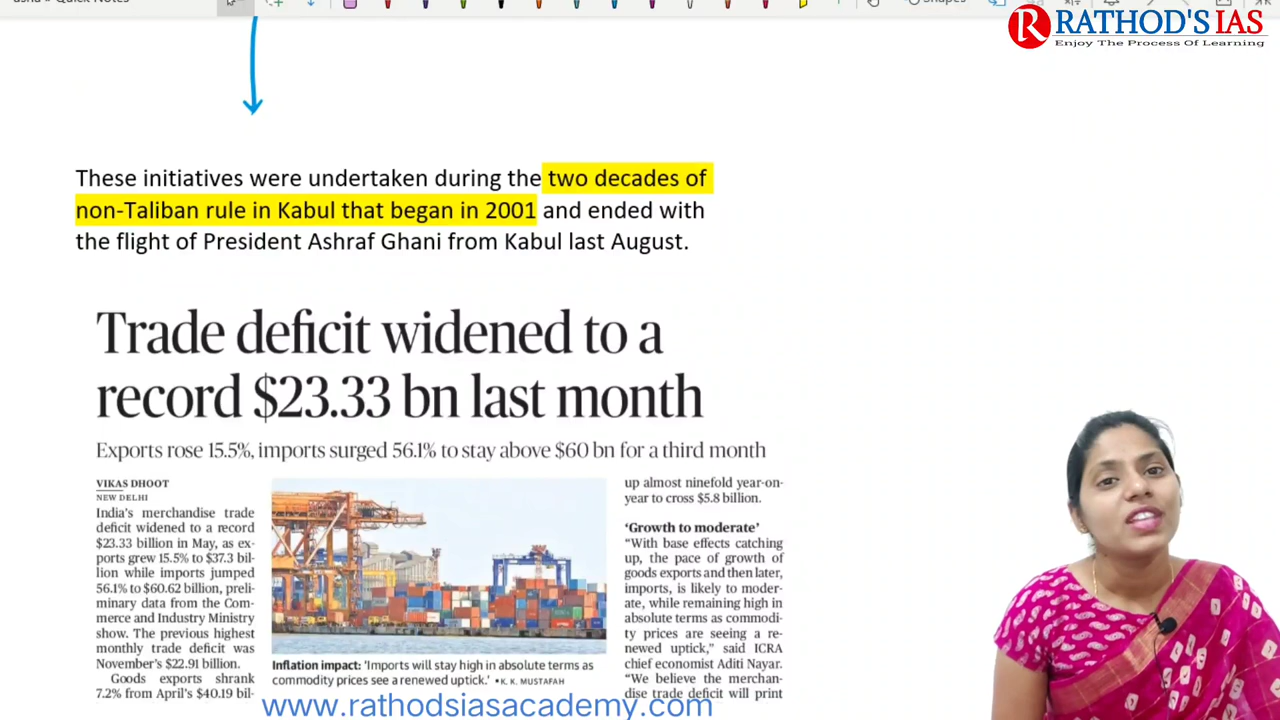 asha » Quick Notes
Shapes
RATHOD'S IAS
Enjoy The Process Of Learning
These initiatives were undertaken during the two decades of
non-Taliban rule in Kabul that began in 2001 and ended with
the flight of President Ashraf Ghani from Kabul last August.
Trade deficit widened to a
record $23.33 bn last month
Exports rose 15.5%, imports surged 56.1% to stay above $60 bn for a third month
VIKAS DHOOT
NEW DELHI
India's merchandise trade
deficit widened to a record
$23.33 billion in May, as ex-
ports grew 15.5% to $37.3 bil-
lion while imports jumped
56.1% to $60.62 billion, preli-
minary data from the Com-
merce and Industry Ministry
show. The previous highest
monthly trade deficit was
November's $22.91 billion.
Goods exports shrank
7.2% from April's $40.19 bil-
Inflation impact: 'Imports will stay high in absolute terms as
commodity prices see a renewed uptick.' • K. K. MUSTAFAH
up almost ninefold year-on-
year to cross $5.8 billion.
'Growth to moderate'
“With base effects catching
up, the pace of growth of
goods exports and then later,
imports, is likely to moder-
ate, while remaining high in
absolute terms as commodi-
ty prices are seeing a re-
newed uptick,” said ICRA
chief economist Aditi Nayar.
“We believe the merchan-
dise trade deficit will print
www.rathodsiasacademy.com